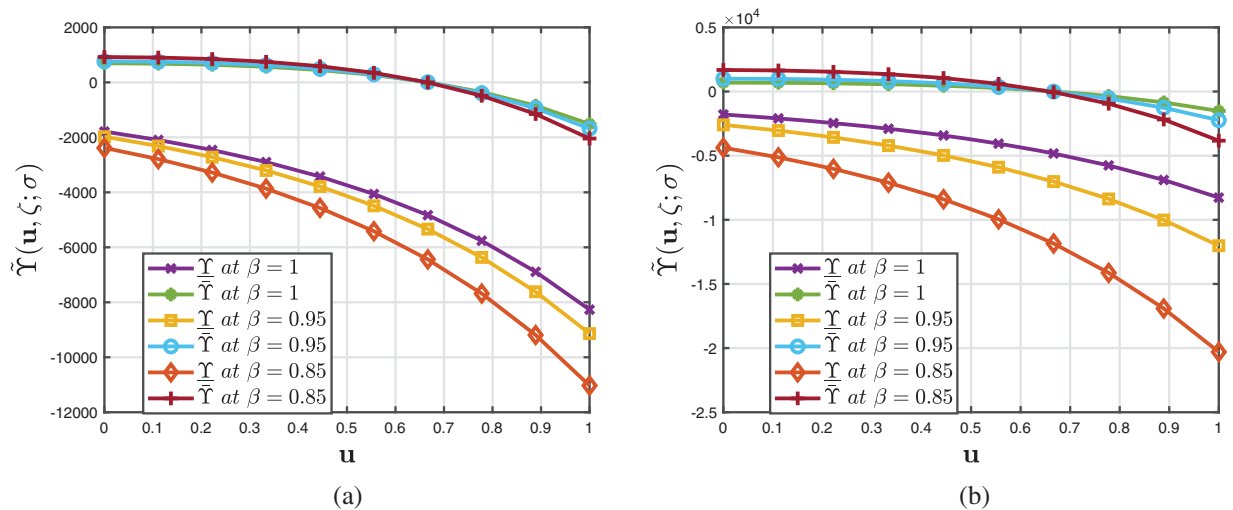 2000
0
-2000
-4000
-6000
-8000
-10000
-12000
Υ̃(u, ζ; σ)
Υ̲ at β = 1
Ῡ at β = 1
Υ̲ at β = 0.95
Ῡ at β = 0.95
Υ̲ at β = 0.85
Ῡ at β = 0.85
0 0.1 0.2 0.3 0.4 0.5 0.6 0.7 0.8 0.9 1
u
(a)
×10⁴
0.5
0
-0.5
-1
-1.5
-2
-2.5
Υ̃(u, ζ; σ)
Υ̲ at β = 1
Ῡ at β = 1
Υ̲ at β = 0.95
Ῡ at β = 0.95
Υ̲ at β = 0.85
Ῡ at β = 0.85
0 0.1 0.2 0.3 0.4 0.5 0.6 0.7 0.8 0.9 1
u
(b)